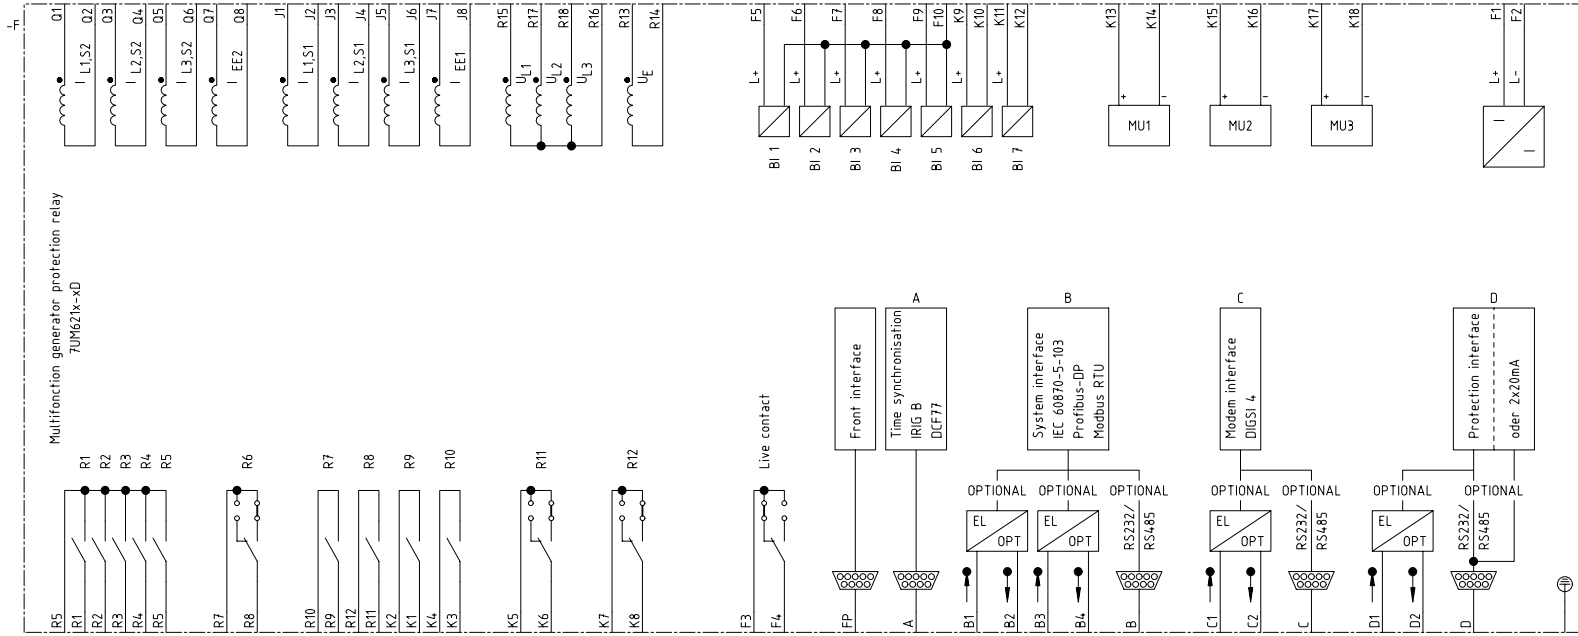 -F
Q1
Q2
Q3
Q4
Q5
Q6
Q7
Q8
J1
J2
J3
J4
J5
J6
J7
J8
R15
R17
R18
R16
R13
R14
F5
F6
F7
F8
F9
F10
K9
K10
K11
K12
K13
K14
K15
K16
K17
K18
F1
F2
I L1,S2
I L2,S2
I L3,S2
I EE2
I L1,S1
I L2,S1
I L3,S1
I EE1
UL1
UL2
UL3
UE
L+
L+
L+
L+
L+
L+
L+
L+
L-
+
-
+
-
+
-
BI 1
BI 2
BI 3
BI 4
BI 5
BI 6
BI 7
MU1
MU2
MU3
Multifonction generator protection relay
7UM621x-xD
A
B
C
D
Front interface
Time synchronisation
IRIG B
DCF77
System interface
IEC 60870-5-103
Profibus-DP
Modbus RTU
Modem interface
DIGSI 4
Protection interface
oder 2x20mA
R1
R2
R3
R4
R5
R6
R7
R8
R9
R10
R11
R12
Live contact
OPTIONAL
OPTIONAL
OPTIONAL
OPTIONAL
OPTIONAL
OPTIONAL
OPTIONAL
EL
OPT
EL
OPT
RS232/
RS485
EL
OPT
RS232/
RS485
EL
OPT
RS232/
RS485
R5
R1
R2
R3
R4
R5
R7
R8
R10
R9
R12
R11
K2
K1
K4
K3
K5
K6
K7
K8
F3
F4
FP
A
B1
B2
B3
B4
B
C1
C2
C
D1
D2
D